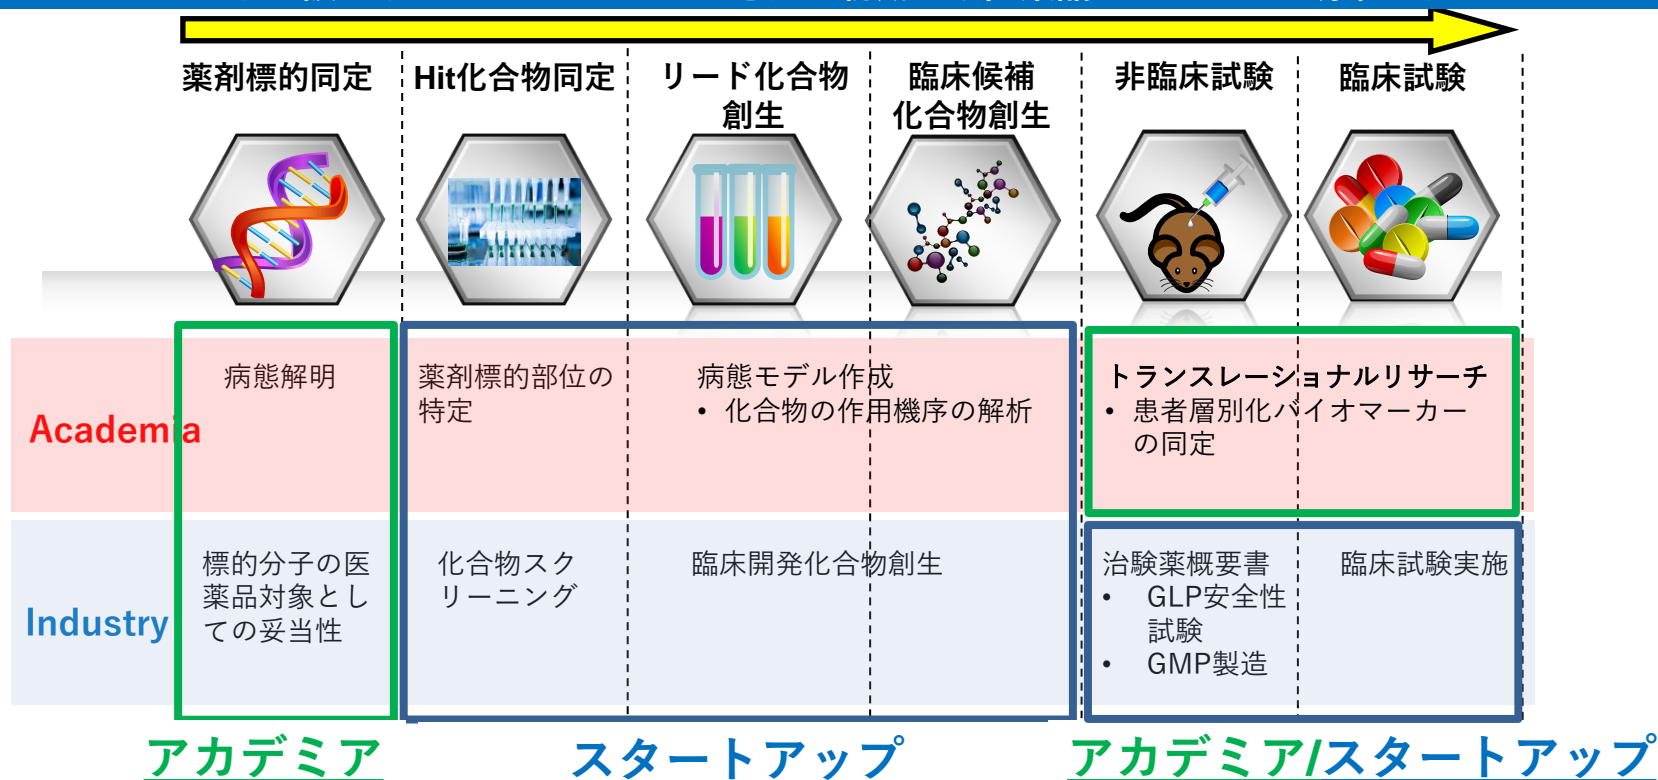 薬剤標的同定
Hit化合物同定
リード化合物
創生
臨床候補
化合物創生
非臨床試験
臨床試験
Academia
病態解明
薬剤標的部位の
特定
病態モデル作成
• 化合物の作用機序の解析
トランスレーショナルリサーチ
• 患者層別化バイオマーカー
の同定
Industry
標的分子の医
薬品対象とし
ての妥当性
化合物スク
リーニング
臨床開発化合物創生
治験薬概要書
• GLP安全性
試験
• GMP製造
臨床試験実施
アカデミア
スタートアップ
アカデミア/スタートアップ